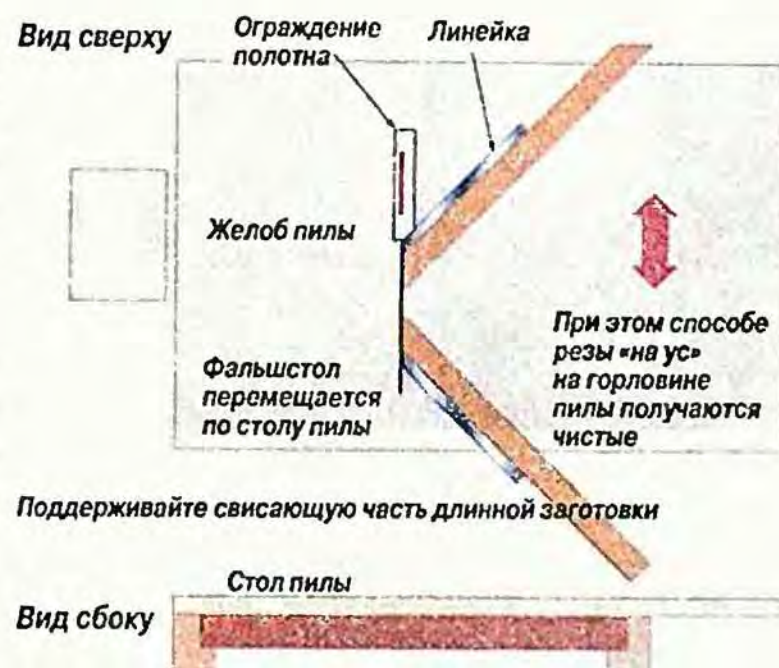 Вид сверху
Ограждение
полотна
Линейка
Желоб пилы
При этом способе
резы «на ус»
на горловине
пилы получаются
чистые
Фальшстол
перемещается
по столу пилы
Поддерживайте свисающую часть длинной заготовки
Стол пилы
Вид сбоку